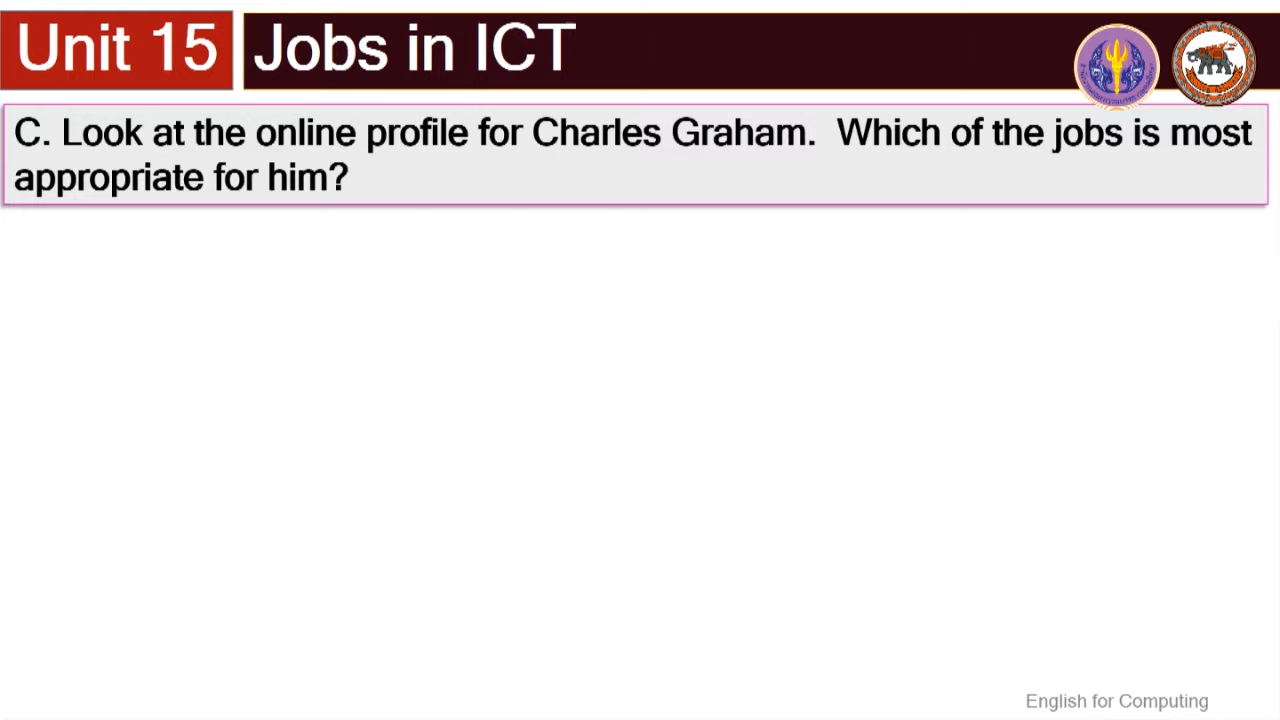 Unit 15 Jobs in ICT
C. Look at the online profile for Charles Graham.  Which of the jobs is most
appropriate for him?
English for Computing